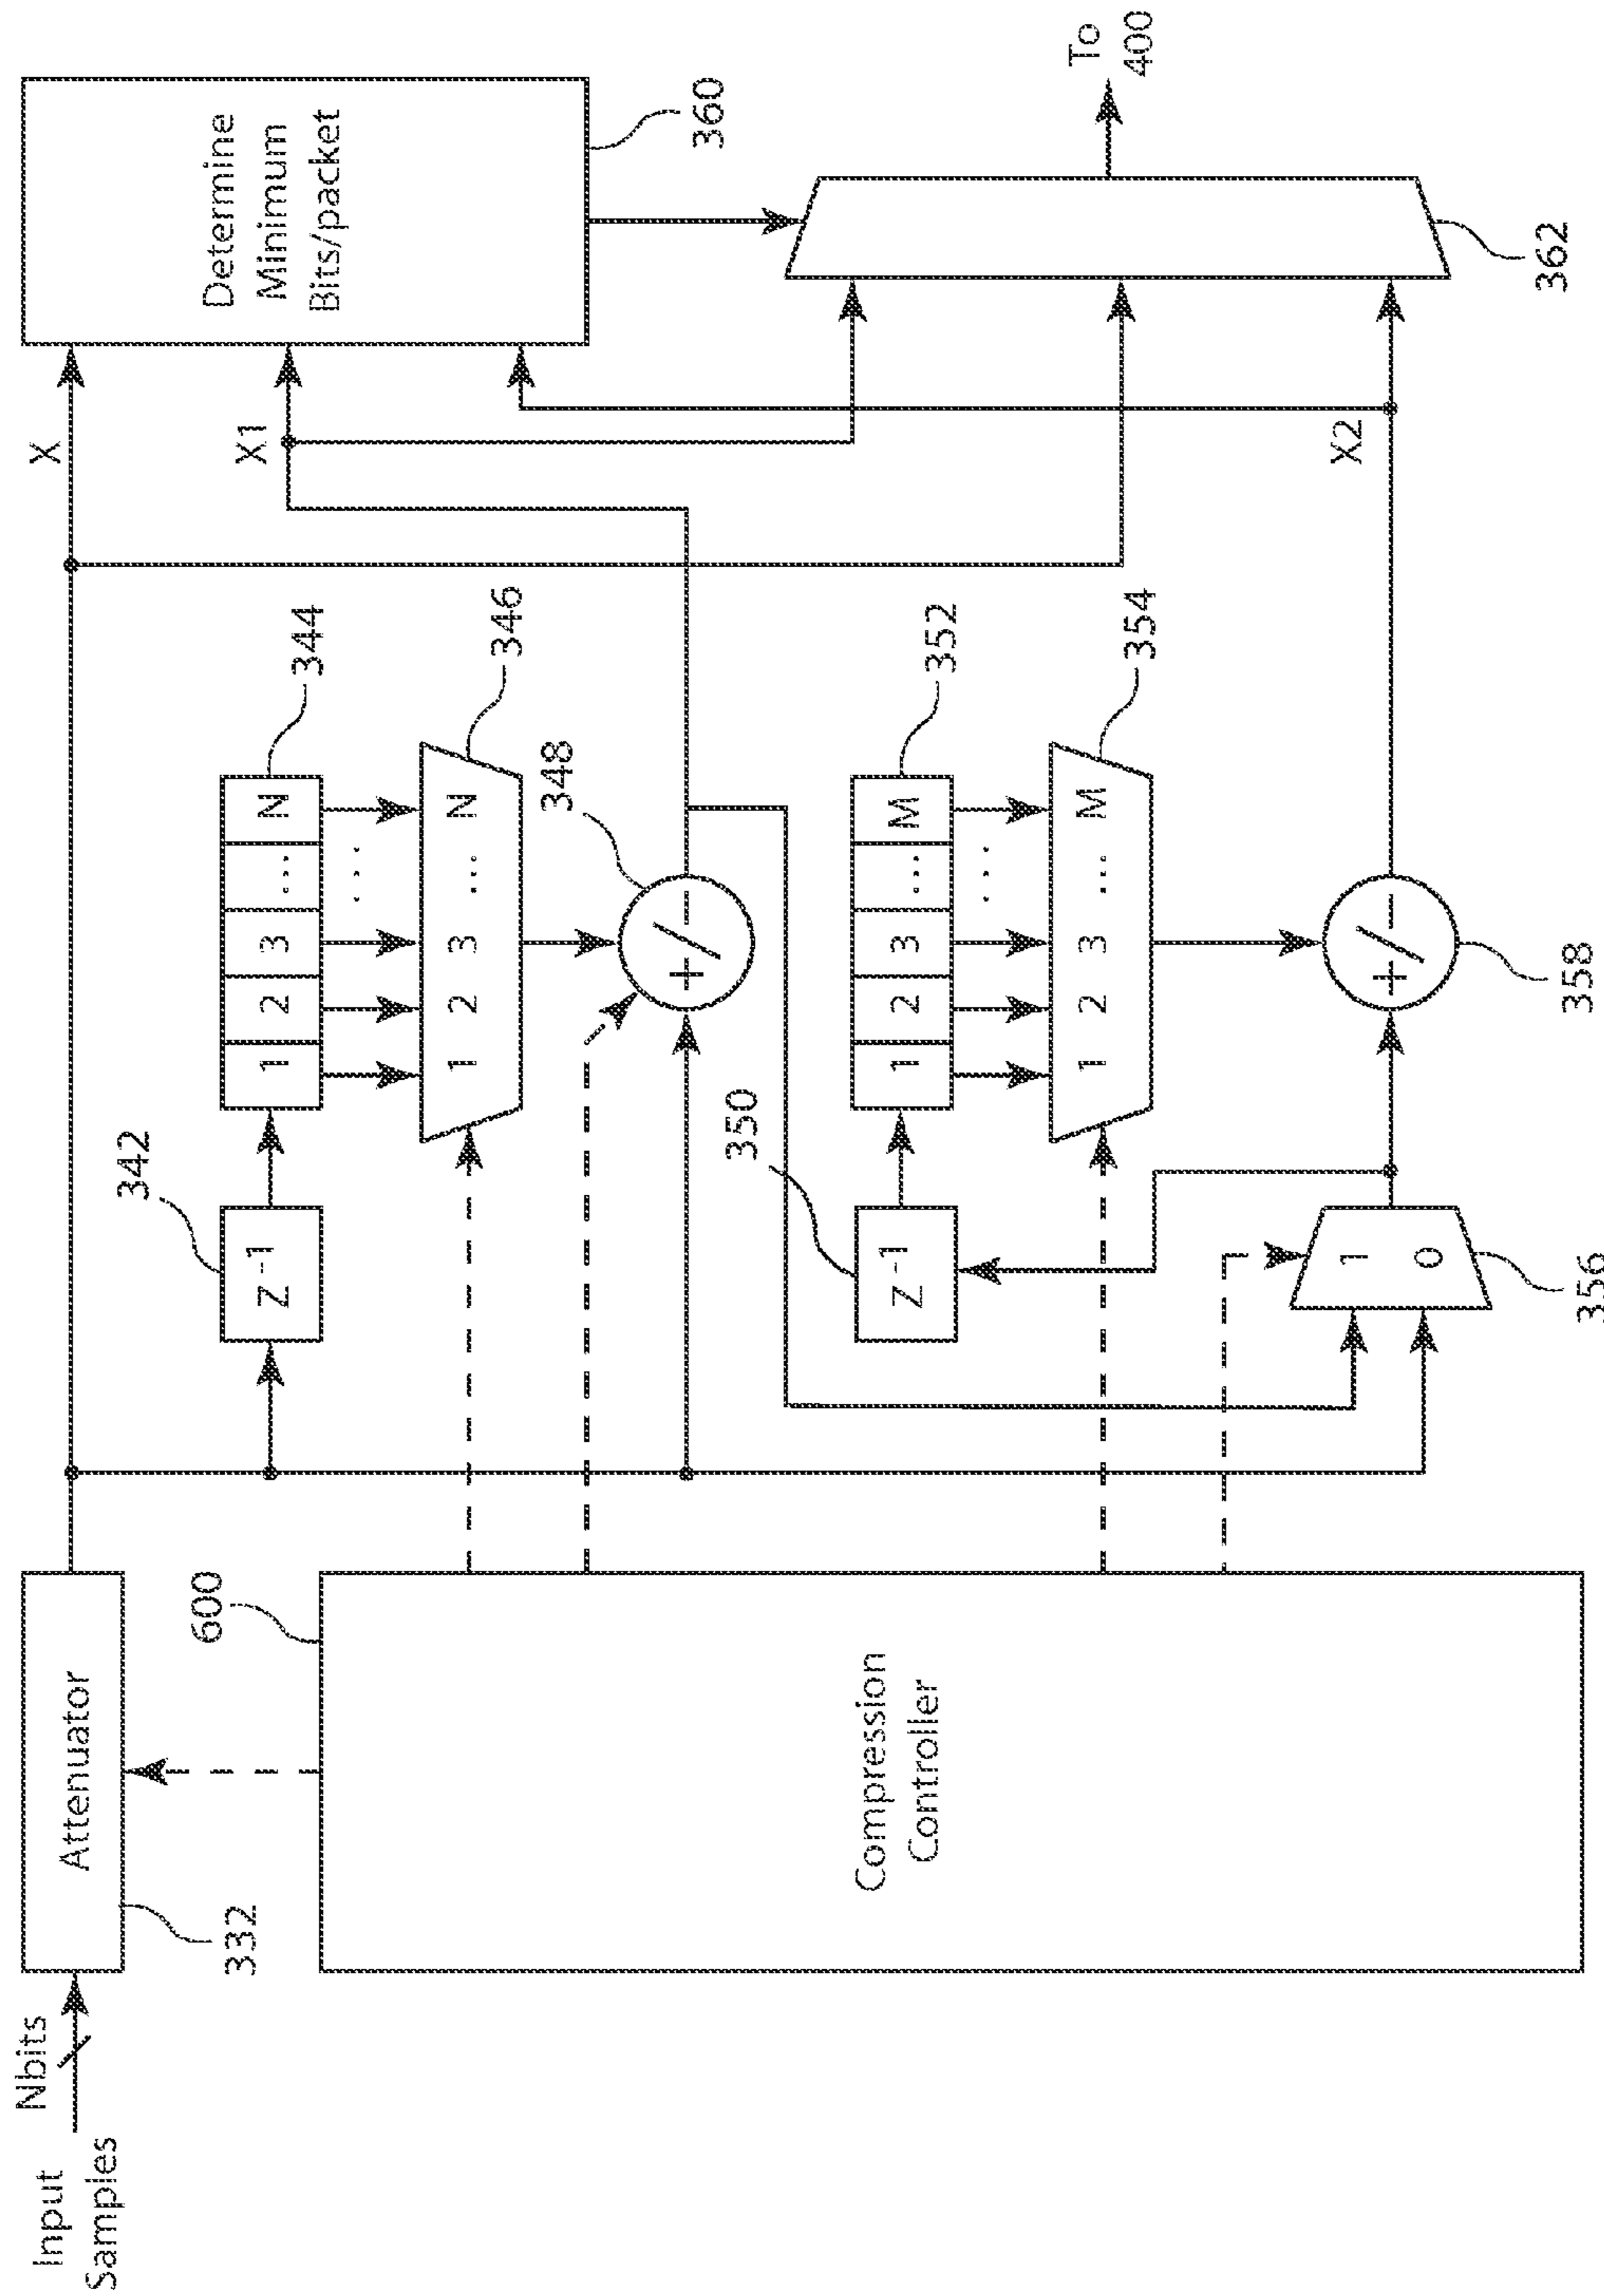 Input
Samples
Nbits
Attenuator
332
600
Compression
Controller
342
Z-1
1 2 3 ... N
344
...
1 2 3 ... N
346
348
+/-
350
Z-1
1 2 3 ... M
352
...
1 2 3 ... M
354
1
0
356
+/-
358
X
X1
X2
Determine
Minimum
Bits/packet
360
362
To
400